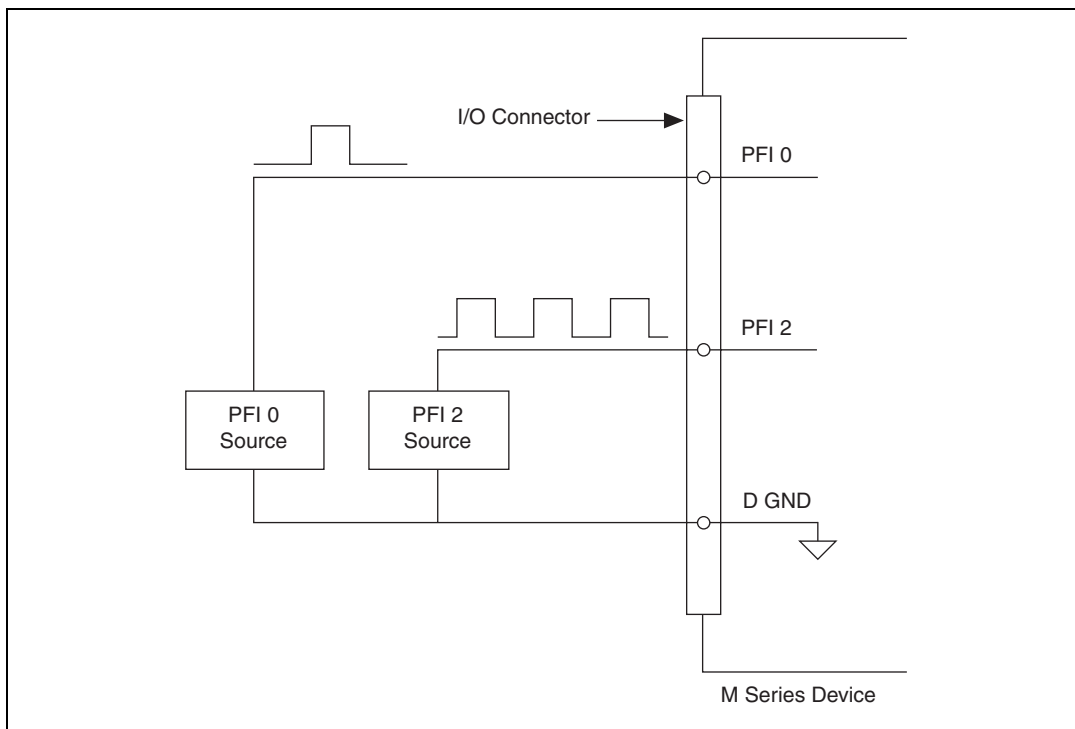 I/O Connector
PFI 0
PFI 2
PFI 0
Source
PFI 2
Source
D GND
M Series Device